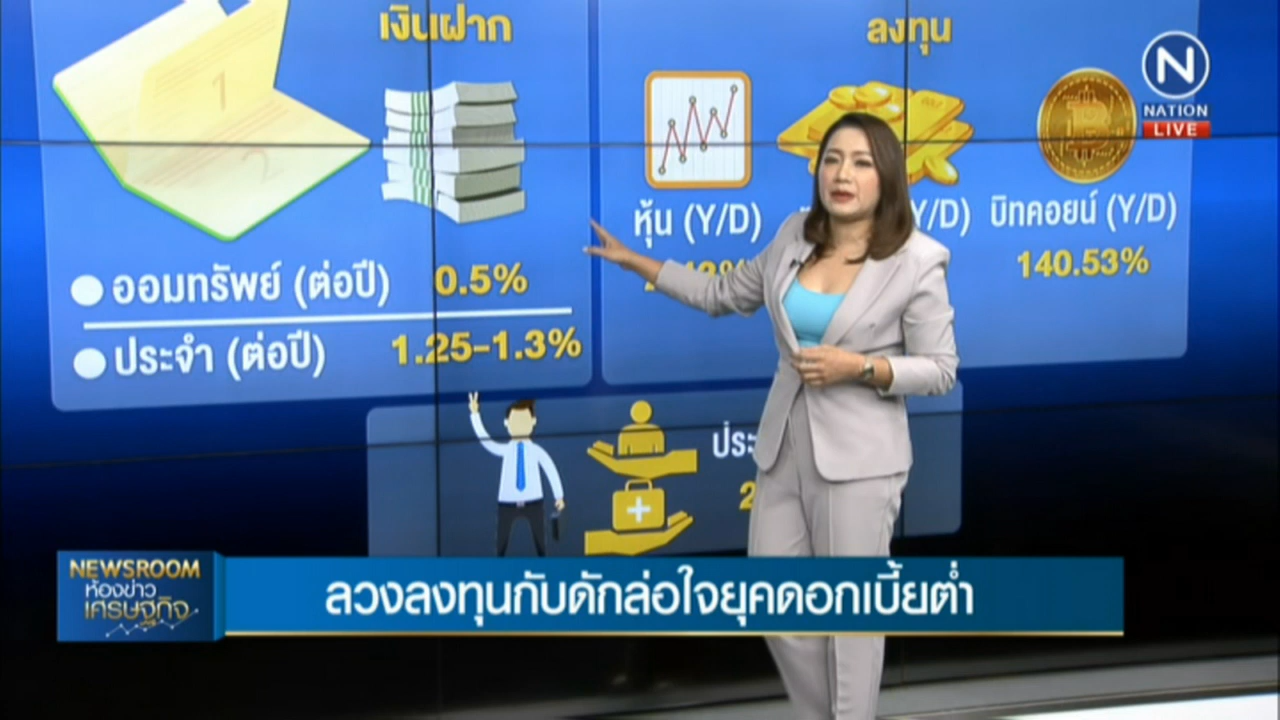 เงินฝาก
ลงทุน
1
2
N
NATION
LIVE
หุ้น (Y/D)
Y/D)
บิทคอยน์ (Y/D)
140.53%
ออมทรัพย์ (ต่อปี)
0.5%
ประจำ (ต่อปี)
1.25-1.3%
NEWSROOM
ห้องข่าว
เศรษฐกิจ
ลวงลงทุนกับดักล่อใจยุคดอกเบี้ยต่ำ